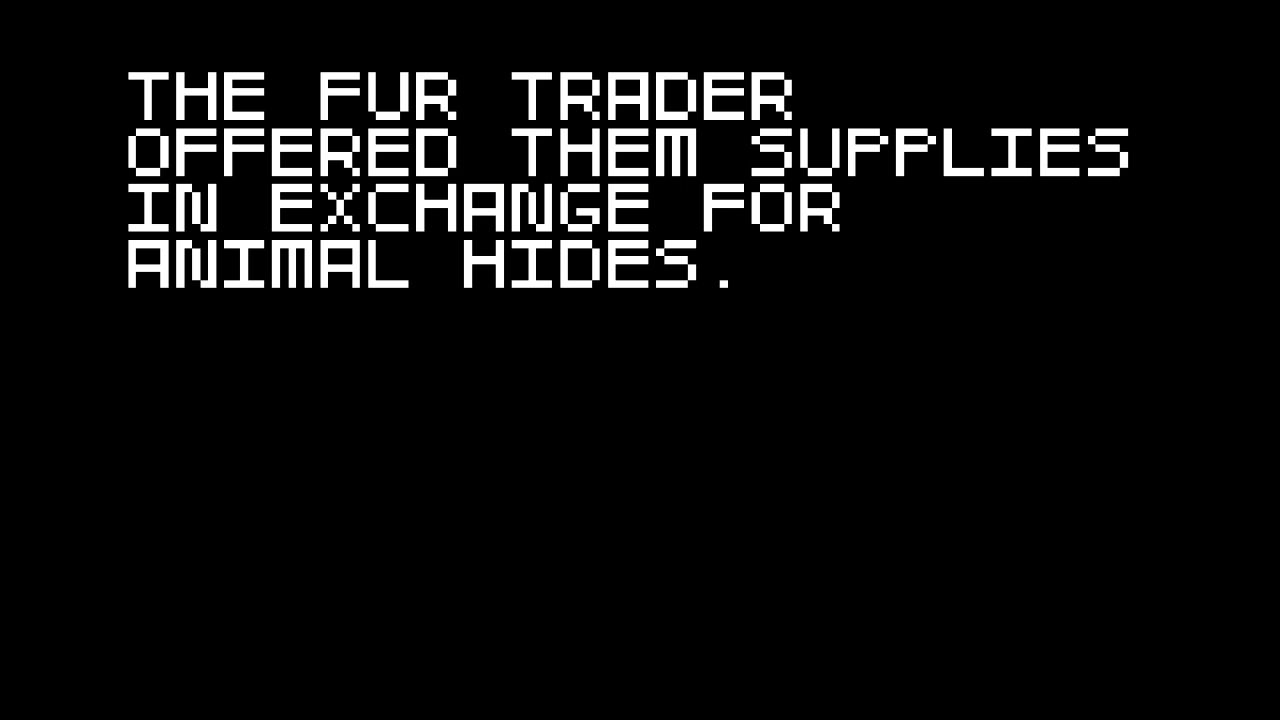 THE FUR TRADER
OFFERED THEM SUPPLIES
IN EXCHANGE FOR
ANIMAL HIDES.